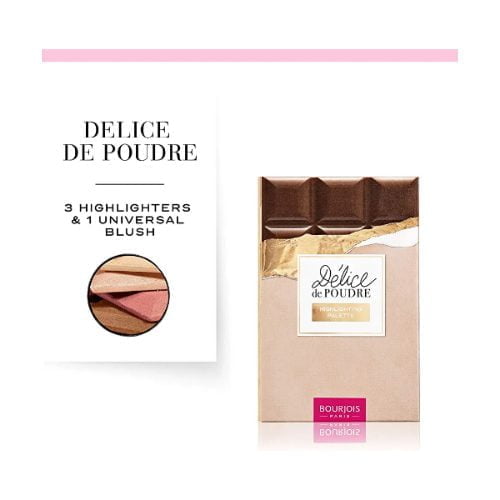 DELICE
DE POUDRE
3 HIGHLIGHTERS
& 1 UNIVERSAL
BLUSH
Délice
de POUDRE
HIGHLIGHTING
PALETTE
BOURJOIS
PARIS